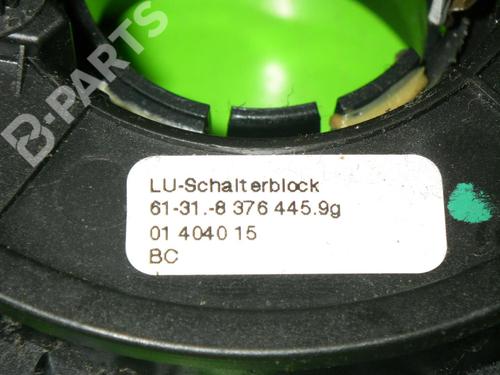 B-PARTS
LU-Schalterblock
61-31.-8 376 445.9g
01 4040 15
BC